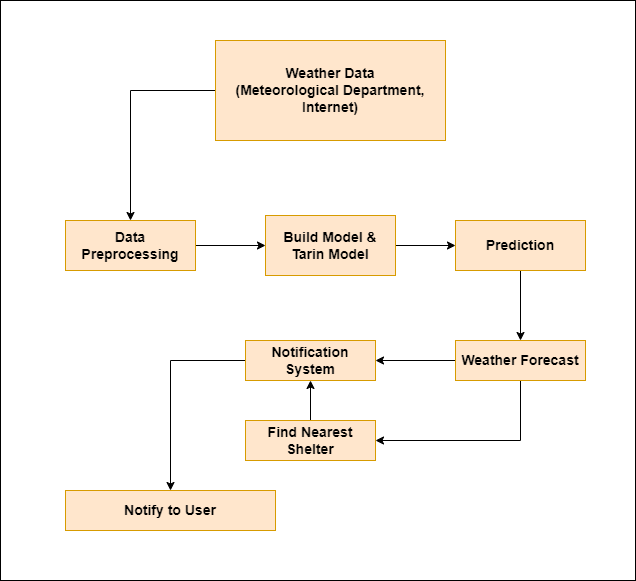 Weather Data
(Meteorological Department,
Internet)
Data
Preprocessing
Build Model &
Tarin Model
Prediction
Notification
System
Weather Forecast
Find Nearest
Shelter
Notify to User